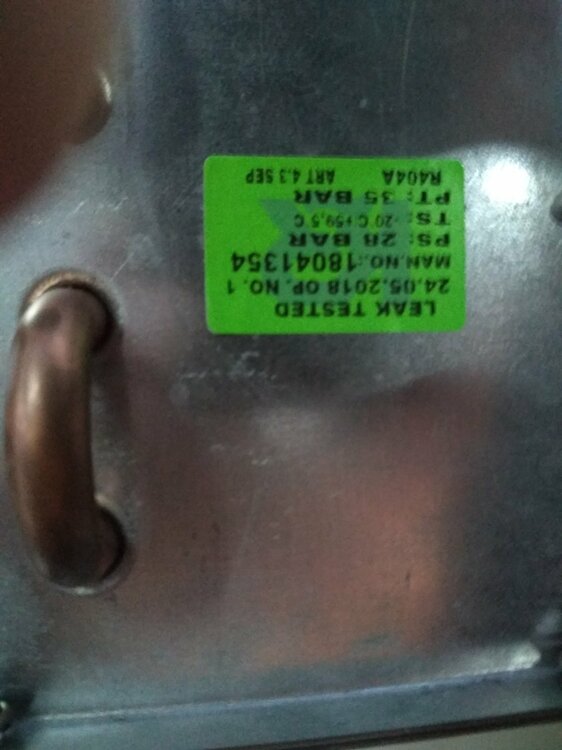 LEAK TESTED
24.05.2018 OP. NO. 1
MAN.NO.:18041354
PS: 28 BAR
TS: -20°C/+59,5°C
PT: 35 BAR
R404A ART 4.3 SEP